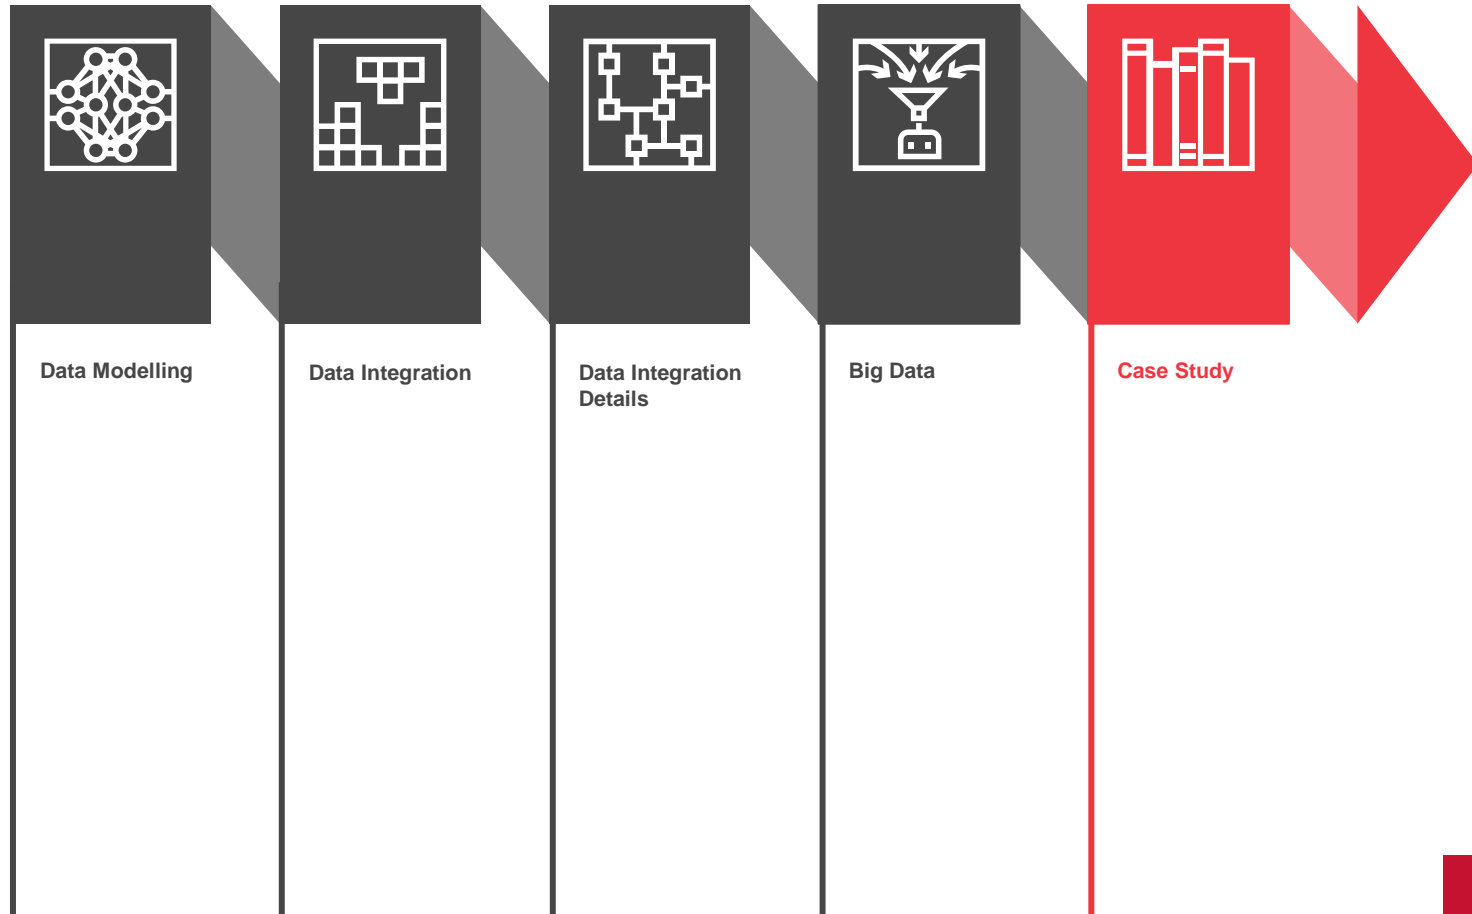 Data Modelling
Data Integration
Data Integration
Details
Big Data
Case Study